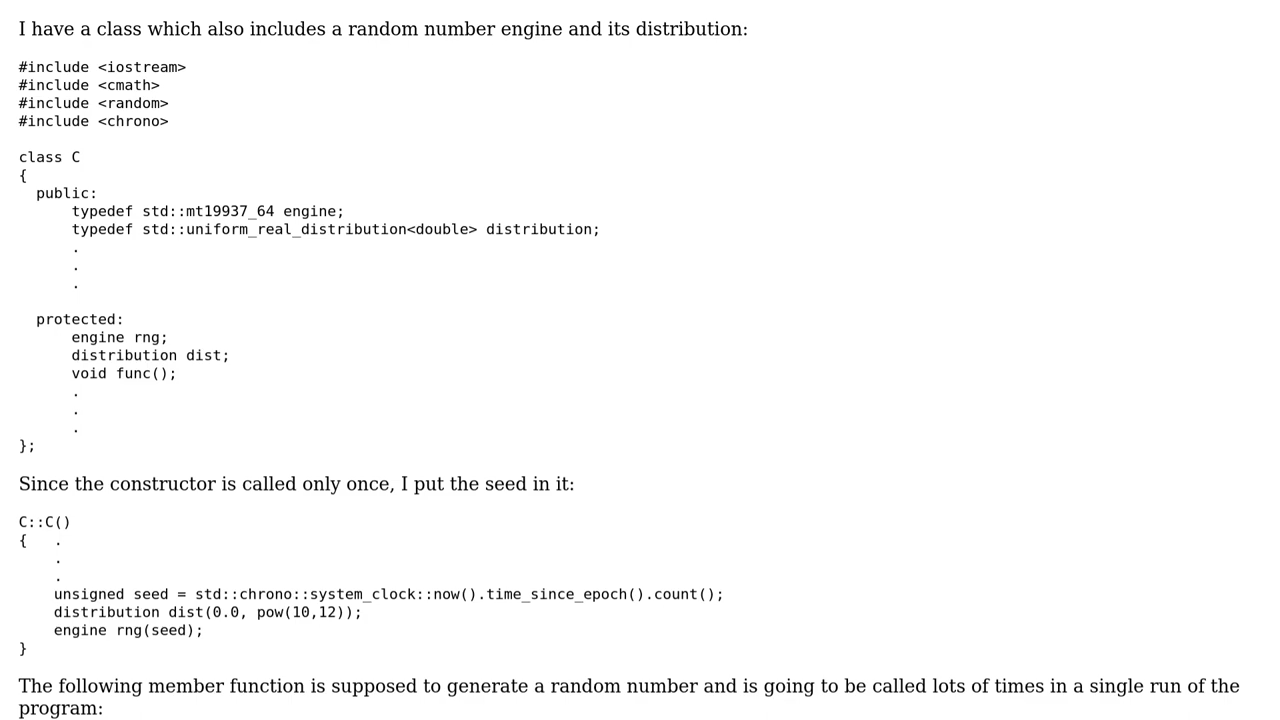 I have a class which also includes a random number engine and its distribution:
#include <iostream>
#include <cmath>
#include <random>
#include <chrono>
class C
{
  public:
      typedef std::mt19937_64 engine;
      typedef std::uniform_real_distribution<double> distribution;
      .
      .
      .
  protected:
      engine rng;
      distribution dist;
      void func();
      .
      .
      .
};
Since the constructor is called only once, I put the seed in it:
C::C()
{   .
    .
    .
    unsigned seed = std::chrono::system_clock::now().time_since_epoch().count();
    distribution dist(0.0, pow(10,12));
    engine rng(seed);
}
The following member function is supposed to generate a random number and is going to be called lots of times in a single run of the
program: